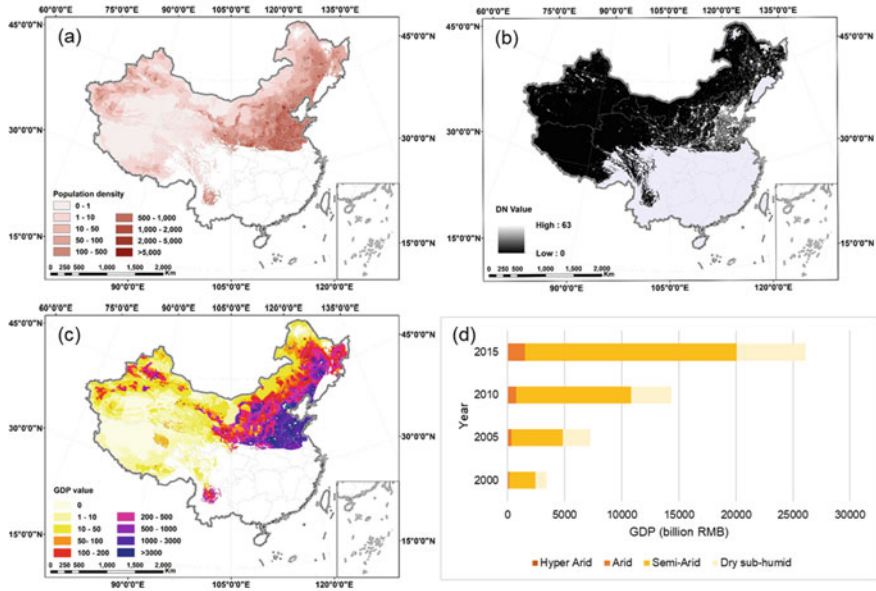 60°0'0"E 75°0'0"E 90°0'0"E 105°0'0"E 120°0'0"E 135°0'0"E
(a)
45°0'0"N
30°0'0"N
15°0'0"N
45°0'0"N
30°0'0"N
15°0'0"N
Population density
0 - 1
1 - 10
10 - 50
50 - 100
100 - 500
500 - 1,000
1,000 - 2,000
2,000 - 5,000
>5,000
0 250 500 1,000 1,500 2,000
Km
90°0'0"E 105°0'0"E 120°0'0"E
60°0'0"E 75°0'0"E 90°0'0"E 105°0'0"E 120°0'0"E 135°0'0"E
(b)
45°0'0"N
30°0'0"N
15°0'0"N
45°0'0"N
30°0'0"N
15°0'0"N
DN Value
High : 63
Low : 0
0 250 500 1,000 1,500 2,000
Km
90°0'0"E 105°0'0"E 120°0'0"E
60°0'0"E 75°0'0"E 90°0'0"E 105°0'0"E 120°0'0"E 135°0'0"E
(c)
45°0'0"N
30°0'0"N
15°0'0"N
45°0'0"N
30°0'0"N
15°0'0"N
GDP value
0
1 - 10
10 - 50
50 - 100
100 - 200
200 - 500
500 - 1000
1000 - 3000
>3000
0 250 500 1,000 1,500 2,000
Km
90°0'0"E 105°0'0"E 120°0'0"E
(d)
Year
2015
2010
2005
2000
0 5000 10000 15000 20000 25000 30000
GDP (billion RMB)
Hyper Arid Arid Semi-Arid Dry sub-humid